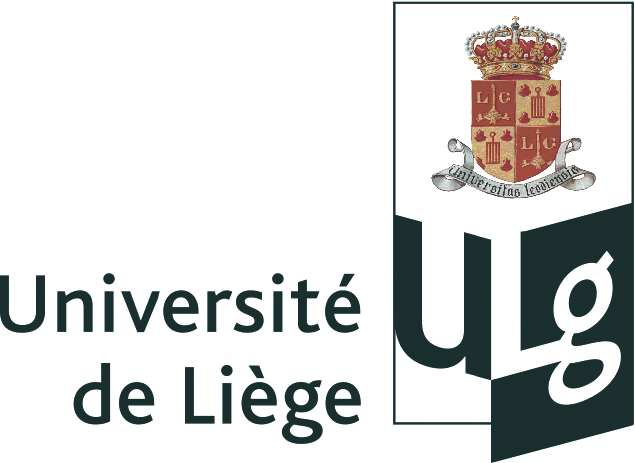 L G
L G
Universitas leodiensis
ULg
Université
de Liège